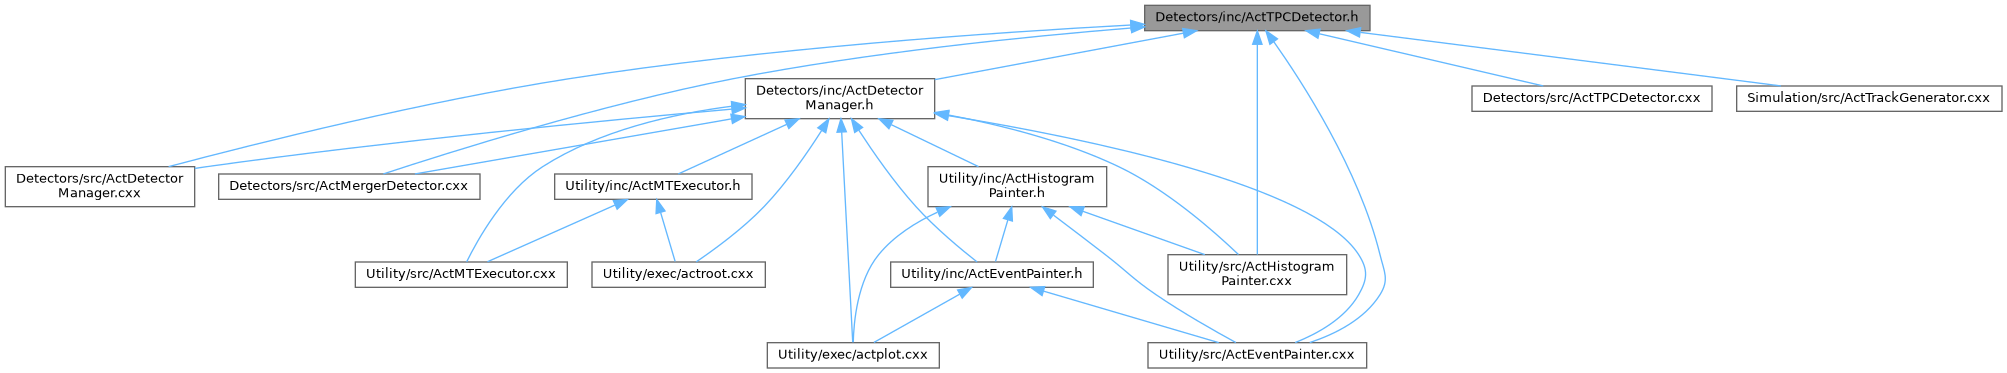 Detectors/inc/ActTPCDetector.h
Detectors/inc/ActDetector
Manager.h
Detectors/src/ActTPCDetector.cxx
Simulation/src/ActTrackGenerator.cxx
Detectors/src/ActDetector
Manager.cxx
Detectors/src/ActMergerDetector.cxx
Utility/inc/ActMTExecutor.h
Utility/inc/ActHistogram
Painter.h
Utility/src/ActMTExecutor.cxx
Utility/exec/actroot.cxx
Utility/inc/ActEventPainter.h
Utility/src/ActHistogram
Painter.cxx
Utility/exec/actplot.cxx
Utility/src/ActEventPainter.cxx